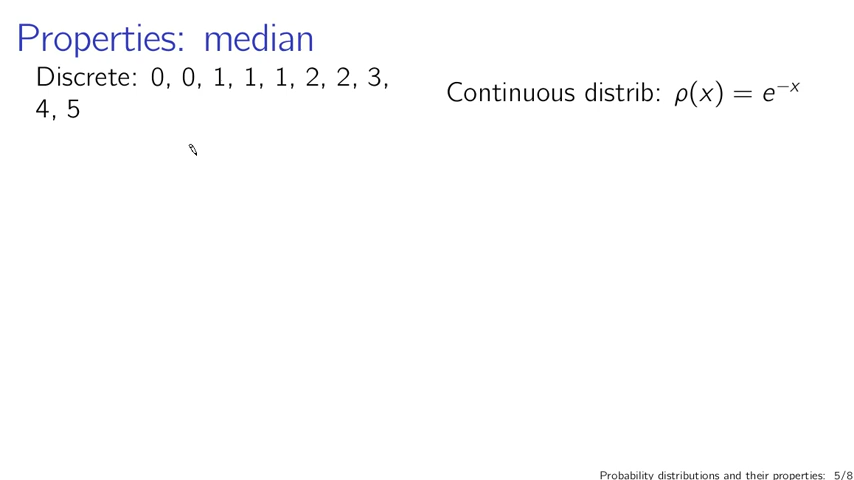 Properties: median
Discrete: 0, 0, 1, 1, 1, 2, 2, 3,
4, 5
Continuous distrib: ρ(x) = e⁻ˣ
Probability distributions and their properties: 5/8